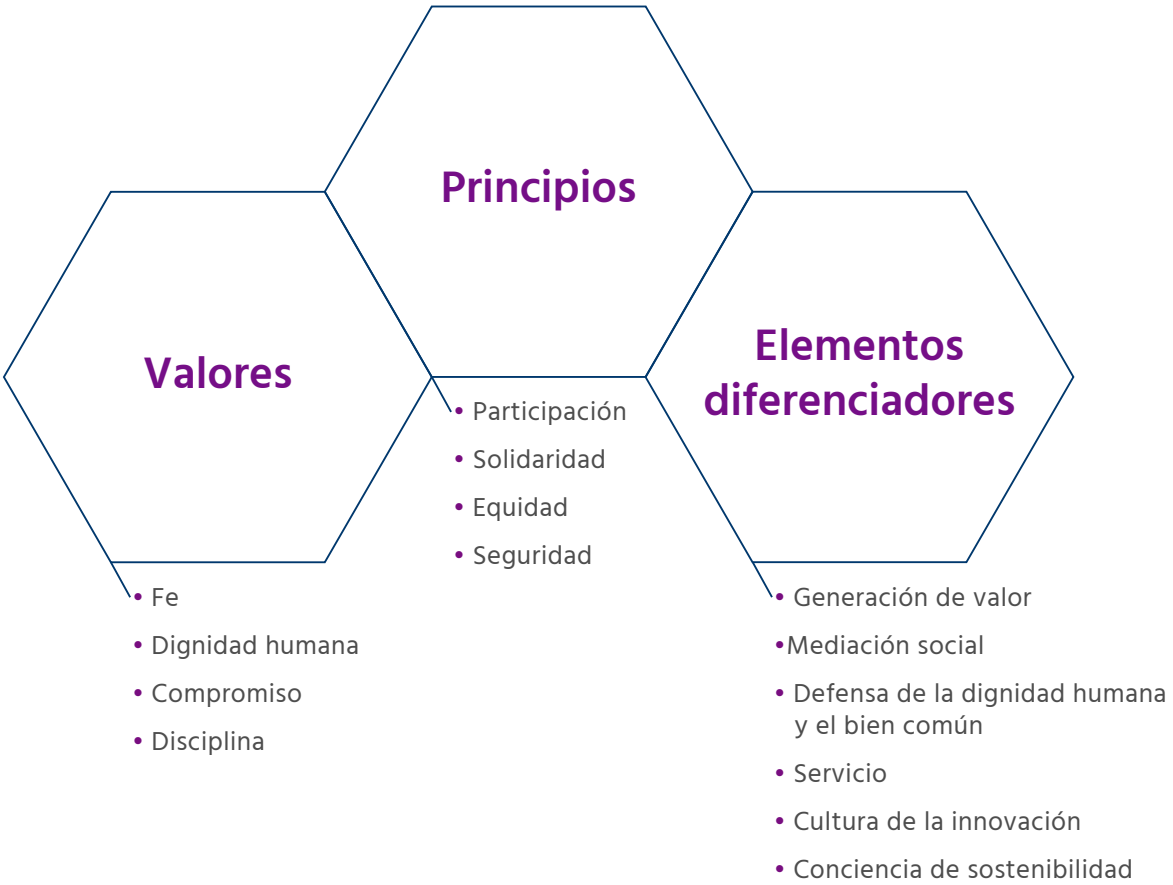 Principios
• Participación
• Solidaridad
• Equidad
• Seguridad
Valores
• Fe
• Dignidad humana
• Compromiso
• Disciplina
Elementos
diferenciadores
• Generación de valor
•Mediación social
• Defensa de la dignidad humana
y el bien común
• Servicio
• Cultura de la innovación
• Conciencia de sostenibilidad